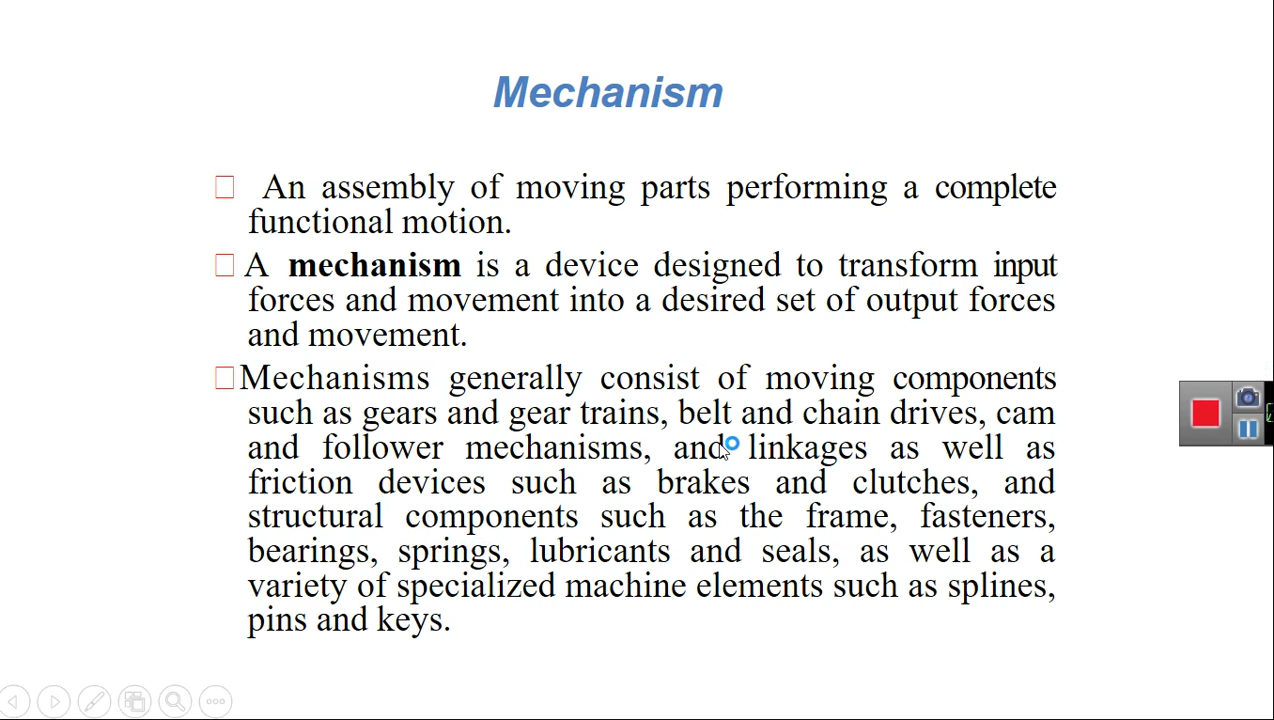 Mechanism
An assembly of moving parts performing a complete
functional motion.
A mechanism is a device designed to transform input
forces and movement into a desired set of output forces
and movement.
Mechanisms generally consist of moving components
such as gears and gear trains, belt and chain drives, cam
and follower mechanisms, and linkages as well as
friction devices such as brakes and clutches, and
structural components such as the frame, fasteners,
bearings, springs, lubricants and seals, as well as a
variety of specialized machine elements such as splines,
pins and keys.